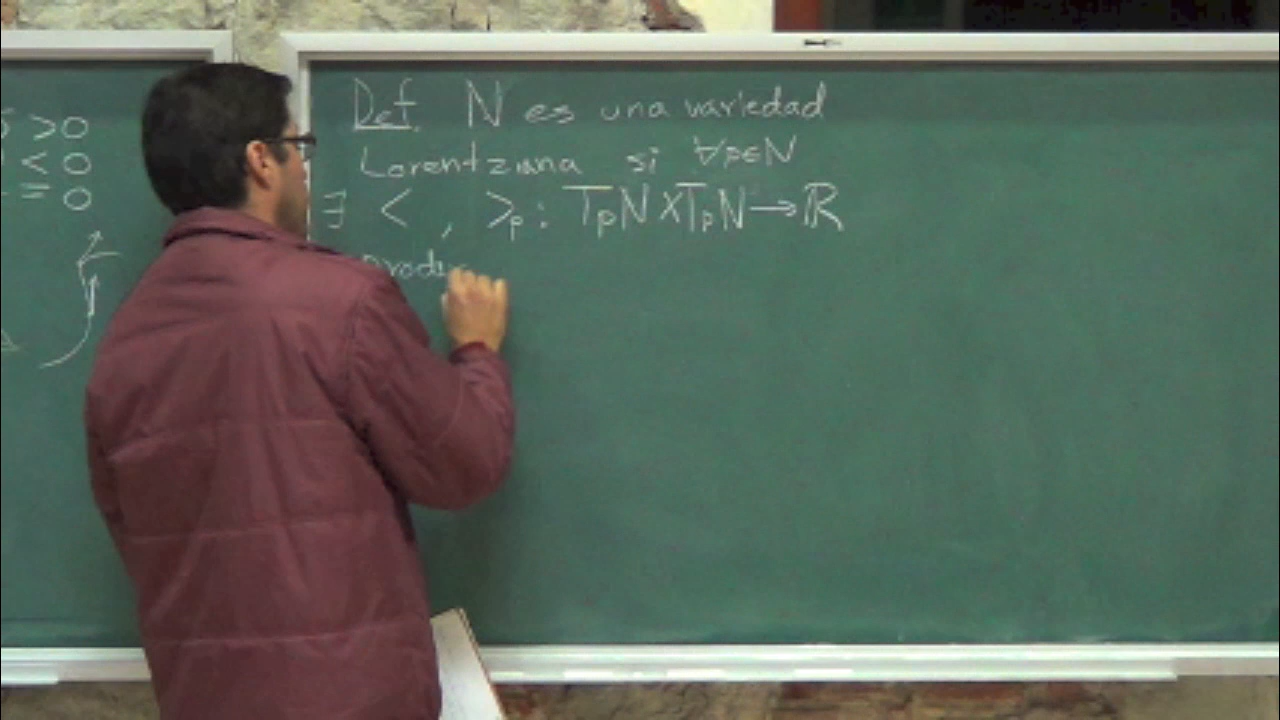 >0
< 0
= 0
Def. N es una variedad
Lorentziana si ∀p∈N
∃ < , >ₚ : TₚN×TₚN→ℝ
produ